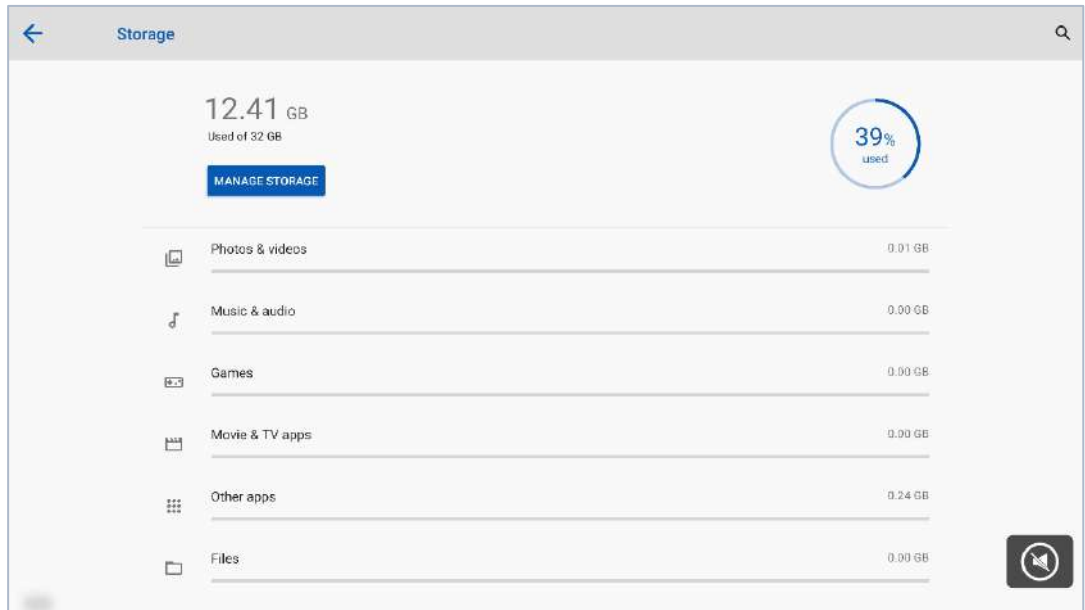 Storage
12.41 GB
Used of 32 GB
39%
used
MANAGE STORAGE
Photos & videos 0.01 GB
Music & audio 0.00 GB
Games 0.00 GB
Movie & TV apps 0.00 GB
Other apps 0.24 GB
Files 0.00 GB